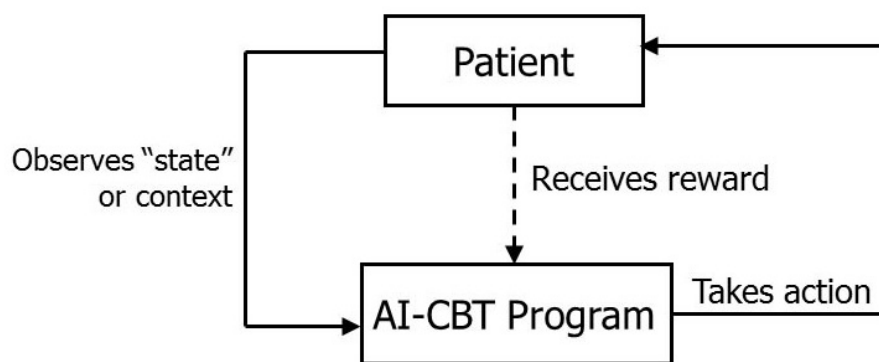 Patient
Observes “state”
or context
Receives reward
AI-CBT Program
Takes action